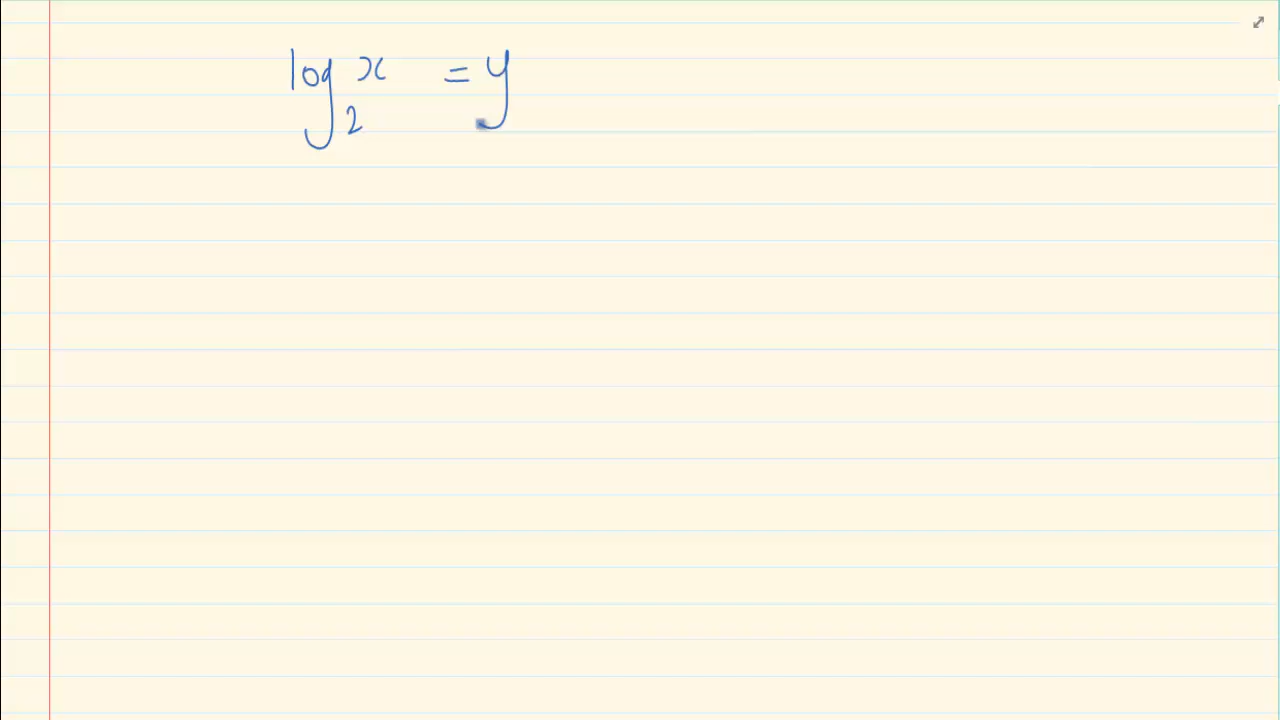 log₂ x = y